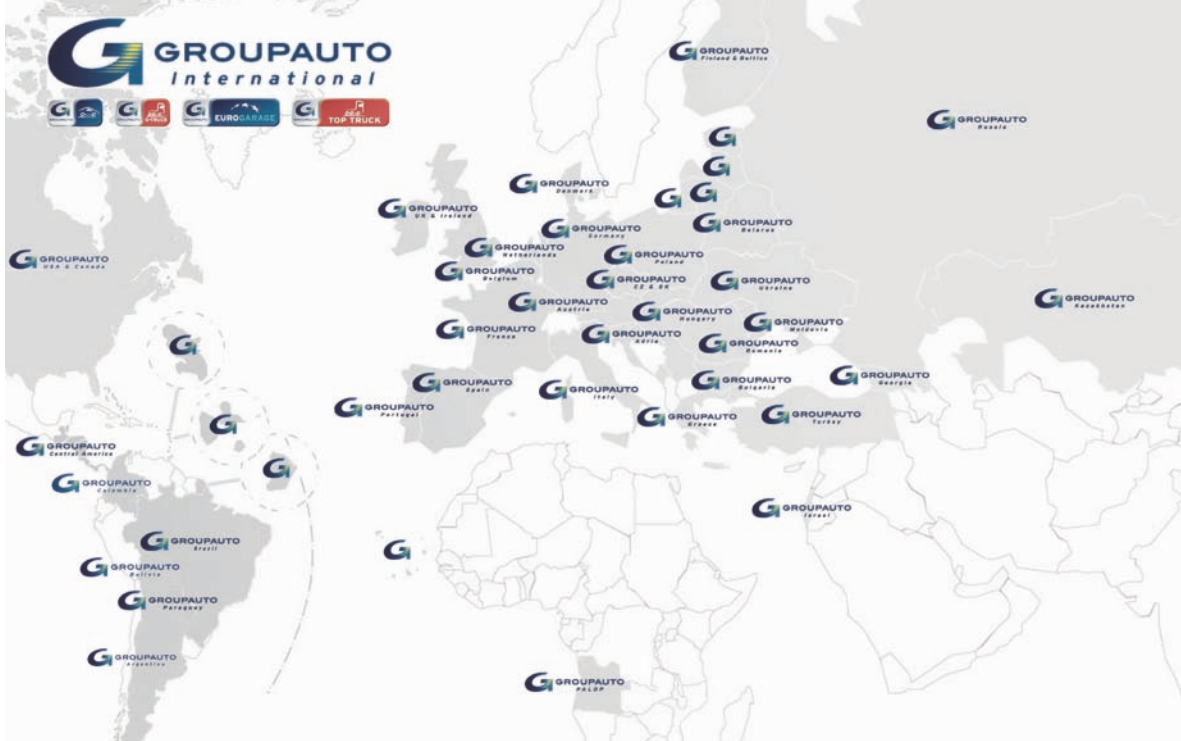 GROUPAUTO
International
G-TRUCK
EUROGARAGE
TOP TRUCK
GROUPAUTO
Finland & Baltics
GROUPAUTO
Russia
GROUPAUTO
Denmark
GROUPAUTO
UK & Ireland
GROUPAUTO
Belarus
GROUPAUTO
Germany
GROUPAUTO
Netherlands
GROUPAUTO
Poland
GROUPAUTO
USA & Canada
GROUPAUTO
Belgium
GROUPAUTO
CZ & SK
GROUPAUTO
Ukraine
GROUPAUTO
Austria
GROUPAUTO
Kazakhstan
GROUPAUTO
Hungary
GROUPAUTO
Moldovia
GROUPAUTO
France
GROUPAUTO
Adria
GROUPAUTO
Romania
GROUPAUTO
Georgia
GROUPAUTO
Spain
GROUPAUTO
Italy
GROUPAUTO
Bulgaria
GROUPAUTO
Portugal
GROUPAUTO
Greece
GROUPAUTO
Turkey
GROUPAUTO
Central America
GROUPAUTO
Colombia
GROUPAUTO
Israel
GROUPAUTO
Brazil
GROUPAUTO
Bolivia
GROUPAUTO
Paraguay
GROUPAUTO
Argentina
GROUPAUTO
PALOP